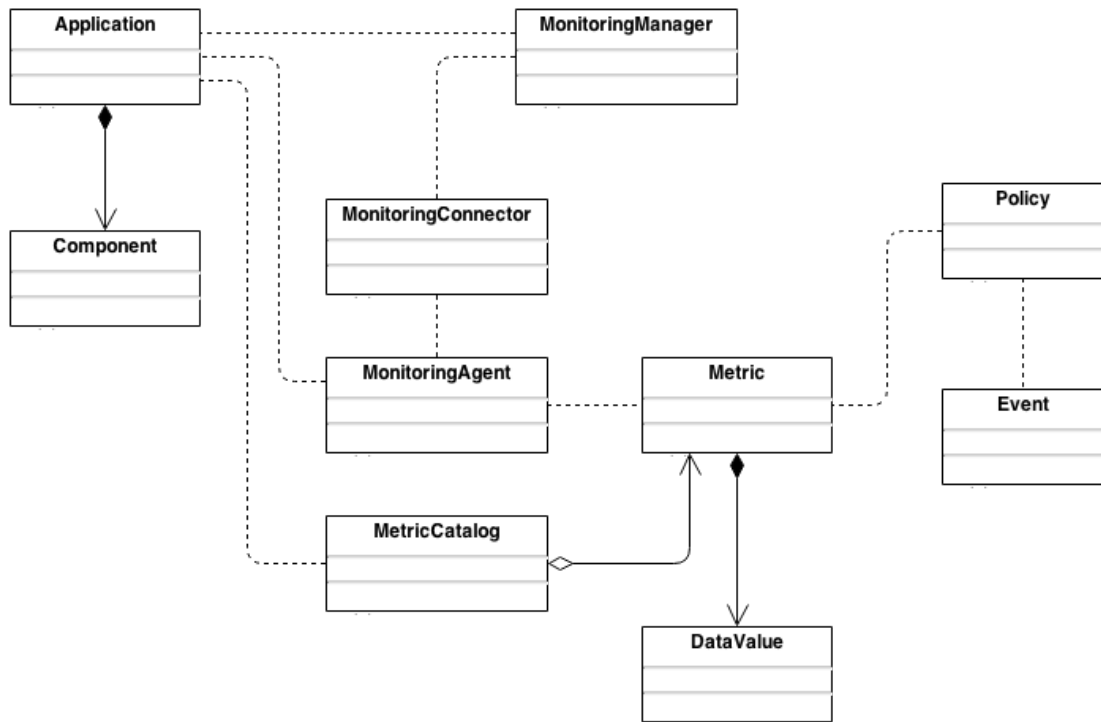 Application
MonitoringManager
MonitoringConnector
Policy
Component
MonitoringAgent
Metric
Event
MetricCatalog
DataValue